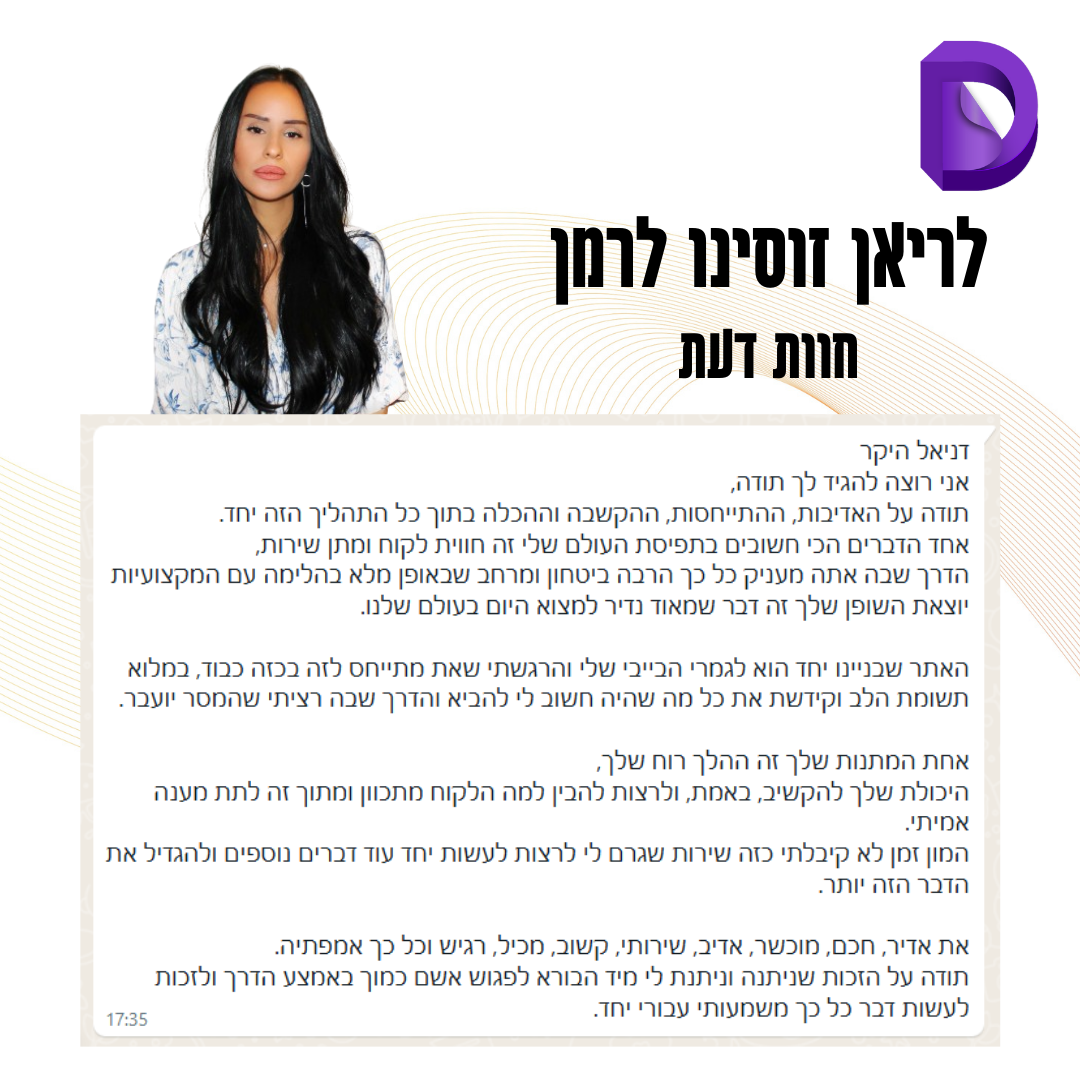 לריאן זוסינו לרמן
חוות דעת
דניאל היקר
אני רוצה להגיד לך תודה,
תודה על האדיבות, ההתייחסות, ההקשבה וההכלה בתוך כל התהליך הזה יחד.
אחד הדברים הכי חשובים בתפיסת העולם שלי זה חווית לקוח ומתן שירות,
הדרך שבה אתה מעניק כל כך הרבה ביטחון ומרחב שבאופן מלא בהלימה עם המקצועיות
יוצאת השופן שלך זה דבר שמאוד נדיר למצוא היום בעולם שלנו.
האתר שבניינו יחד הוא לגמרי הבייבי שלי והרגשתי שאת מתייחס לזה בכזה כבוד, במלוא
תשומת הלב וקידשת את כל מה שהיה חשוב לי להביא והדרך שבה רציתי שהמסר יועבר.
אחת המתנות שלך זה ההלך רוח שלך,
היכולת שלך להקשיב, באמת, ולרצות להבין למה הלקוח מתכוון ומתוך זה לתת מענה
אמיתי.
המון זמן לא קיבלתי כזה שירות שגרם לי לרצות לעשות יחד עוד דברים נוספים ולהגדיל את
הדבר הזה יותר.
את אדיר, חכם, מוכשר, אדיב, שירותי, קשוב, מכיל, רגיש וכל כך אמפתיה.
תודה על הזכות שניתנה וניתנת לי מיד הבורא לפגוש אשם כמוך באמצע הדרך ולזכות
לעשות דבר כל כך משמעותי עבורי יחד.
17:35